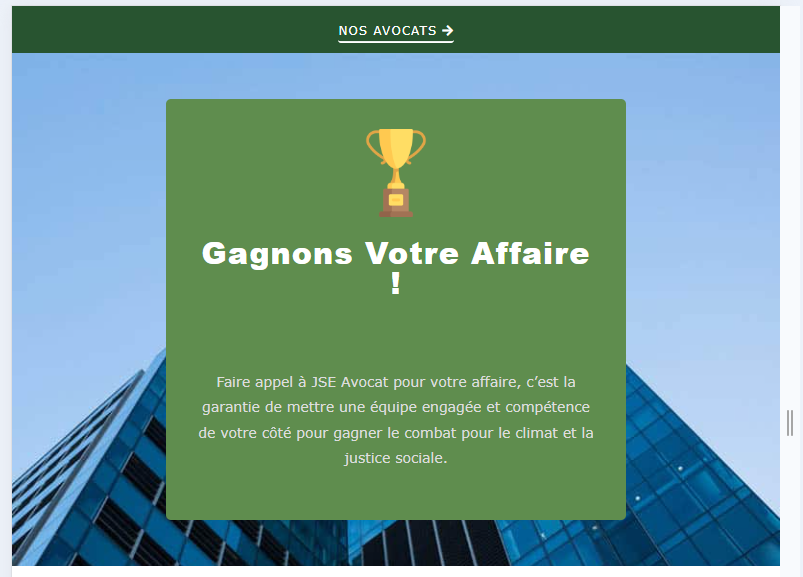 NOS AVOCATS →
Gagnons Votre Affaire
!
Faire appel à JSE Avocat pour votre affaire, c’est la
garantie de mettre une équipe engagée et compétence
de votre côté pour gagner le combat pour le climat et la
justice sociale.